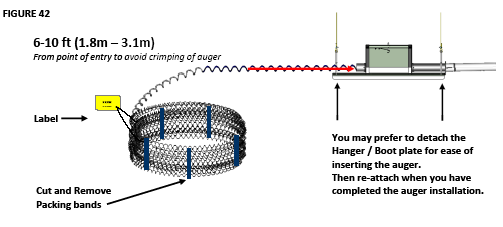 FIGURE 42
6-10 ft (1.8m – 3.1m)
From point of entry to avoid crimping of auger
Label
Cut and Remove
Packing bands
You may prefer to detach the
Hanger / Boot plate for ease of
inserting the auger.
Then re-attach when you have
completed the auger installation.